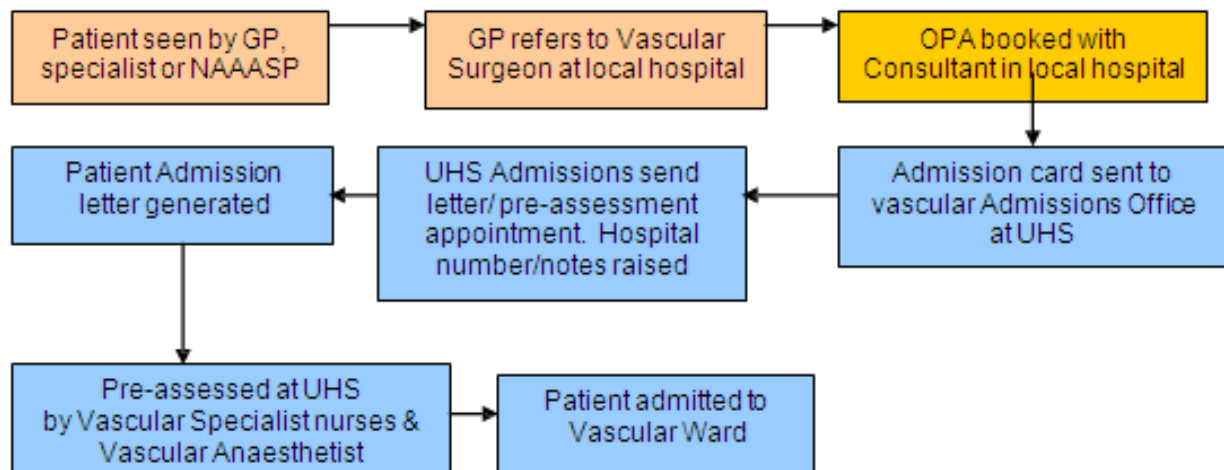 Patient seen by GP,
specialist or NAAASP
GP refers to Vascular
Surgeon at local hospital
OPA booked with
Consultant in local hospital
Admission card sent to
vascular Admissions Office
at UHS
UHS Admissions send
letter/ pre-assessment
appointment. Hospital
number/notes raised
Patient Admission
letter generated
Pre-assessed at UHS
by Vascular Specialist nurses &
Vascular Anaesthetist
Patient admitted to
Vascular Ward